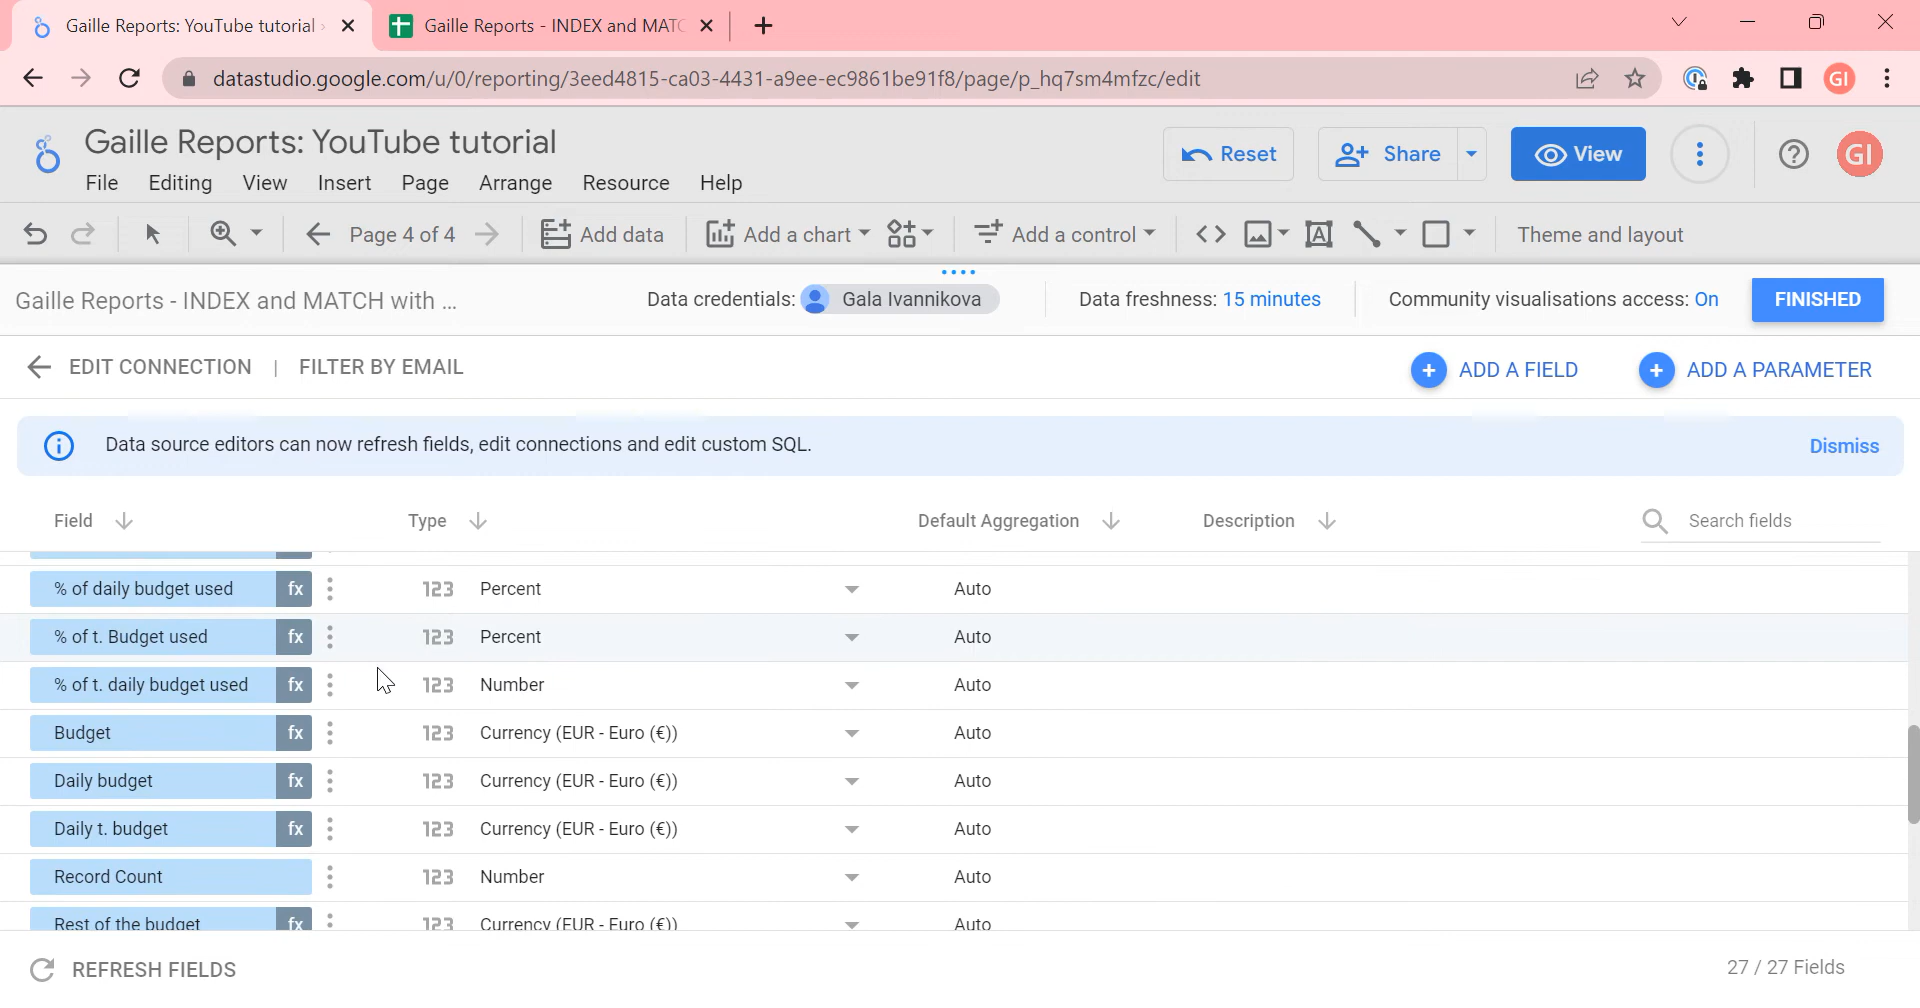 Gaille Reports: YouTube tutorial
Gaille Reports - INDEX and MATC
datastudio.google.com/u/0/reporting/3eed4815-ca03-4431-a9ee-ec9861be91f8/page/p_hq7sm4mfzc/edit
GI
Gaille Reports: YouTube tutorial
Reset
Share
View
GI
File Editing View Insert Page Arrange Resource Help
Page 4 of 4
Add data
Add a chart
Add a control
A
Theme and layout
Gaille Reports - INDEX and MATCH with ...
Data credentials: Gala Ivannikova
Data freshness: 15 minutes
Community visualisations access: On
FINISHED
EDIT CONNECTION | FILTER BY EMAIL
ADD A FIELD
ADD A PARAMETER
Data source editors can now refresh fields, edit connections and edit custom SQL.
Dismiss
Field Type Default Aggregation Description Search fields
% of daily budget used fx 123 Percent Auto
% of t. Budget used fx 123 Percent Auto
% of t. daily budget used fx 123 Number Auto
Budget fx 123 Currency (EUR - Euro (€)) Auto
Daily budget fx 123 Currency (EUR - Euro (€)) Auto
Daily t. budget fx 123 Currency (EUR - Euro (€)) Auto
Record Count 123 Number Auto
Rest of the budget fx 123 Currency (EUR - Euro (€)) Auto
REFRESH FIELDS
27 / 27 Fields